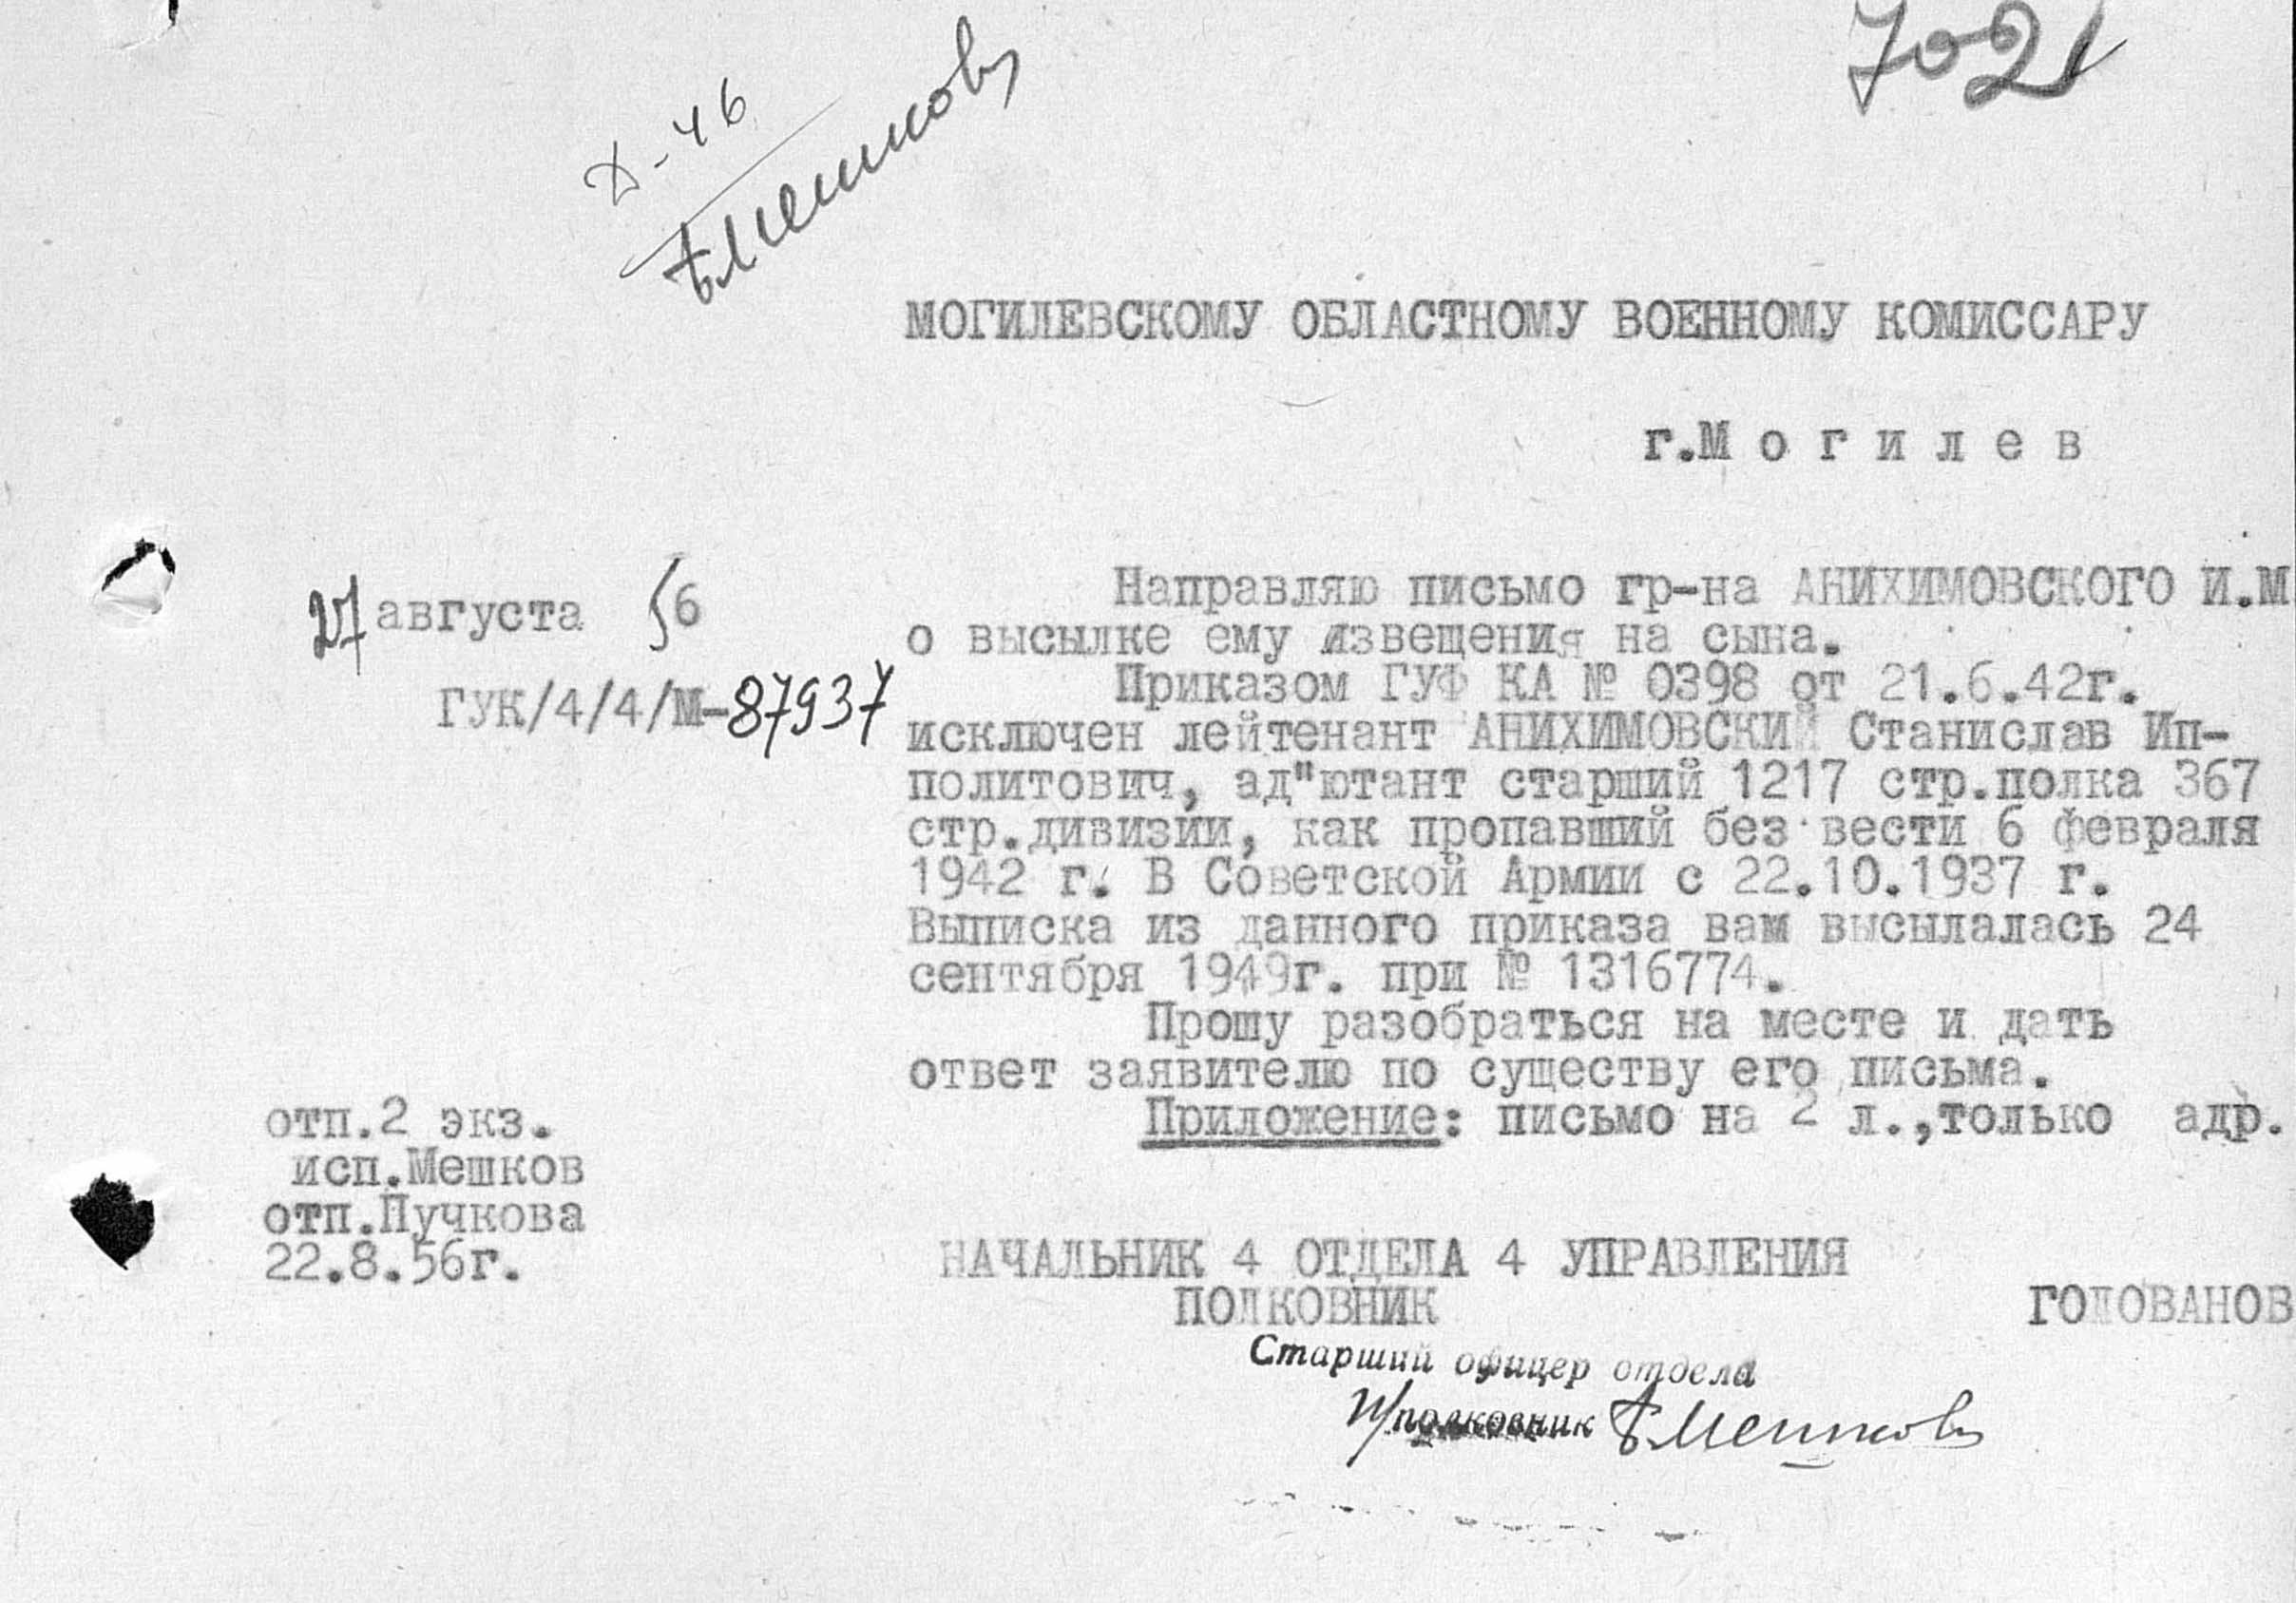 702
Д-46
Мешков
МОГИЛЕВСКОМУ ОБЛАСТНОМУ ВОЕННОМУ КОМИССАРУ
г.М о г и л е в
27 августа 56
ГУК/4/4/М-87937
Направляю письмо гр-на АНИХИМОВСКОГО И.М
о высылке ему извещения на сына.
Приказом ГУФ КА № 0398 от 21.6.42г.
исключен лейтенант АНИХИМОВСКИЙ Станислав Ип-
политович, ад"ютант старший 1217 стр.полка 367
стр.дивизии, как пропавший без вести 6 февраля
1942 г. В Советской Армии с 22.10.1937 г.
Выписка из данного приказа вам высылалась 24
сентября 1949г. при № 1316774.
Прошу разобраться на месте и дать
ответ заявителю по существу его письма.
Приложение: письмо на 2 л.,только адр.
отп.2 экз.
исп.Мешков
отп.Пучкова
22.8.56г.
НАЧАЛЬНИК 4 ОТДЕЛА 4 УПРАВЛЕНИЯ
ПОЛКОВНИК ГОЛОВАНОВ
Старший офицер отдела
п/полковник Мешков